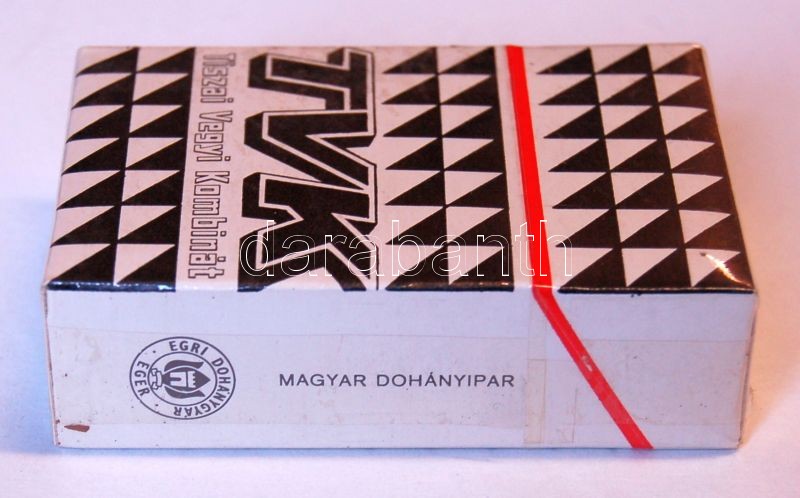 TVK
Tiszai Vegyi Kombinát
darabanth
EGRI DOHÁNYGYÁR
· EGER ·
MAGYAR DOHÁNYIPAR